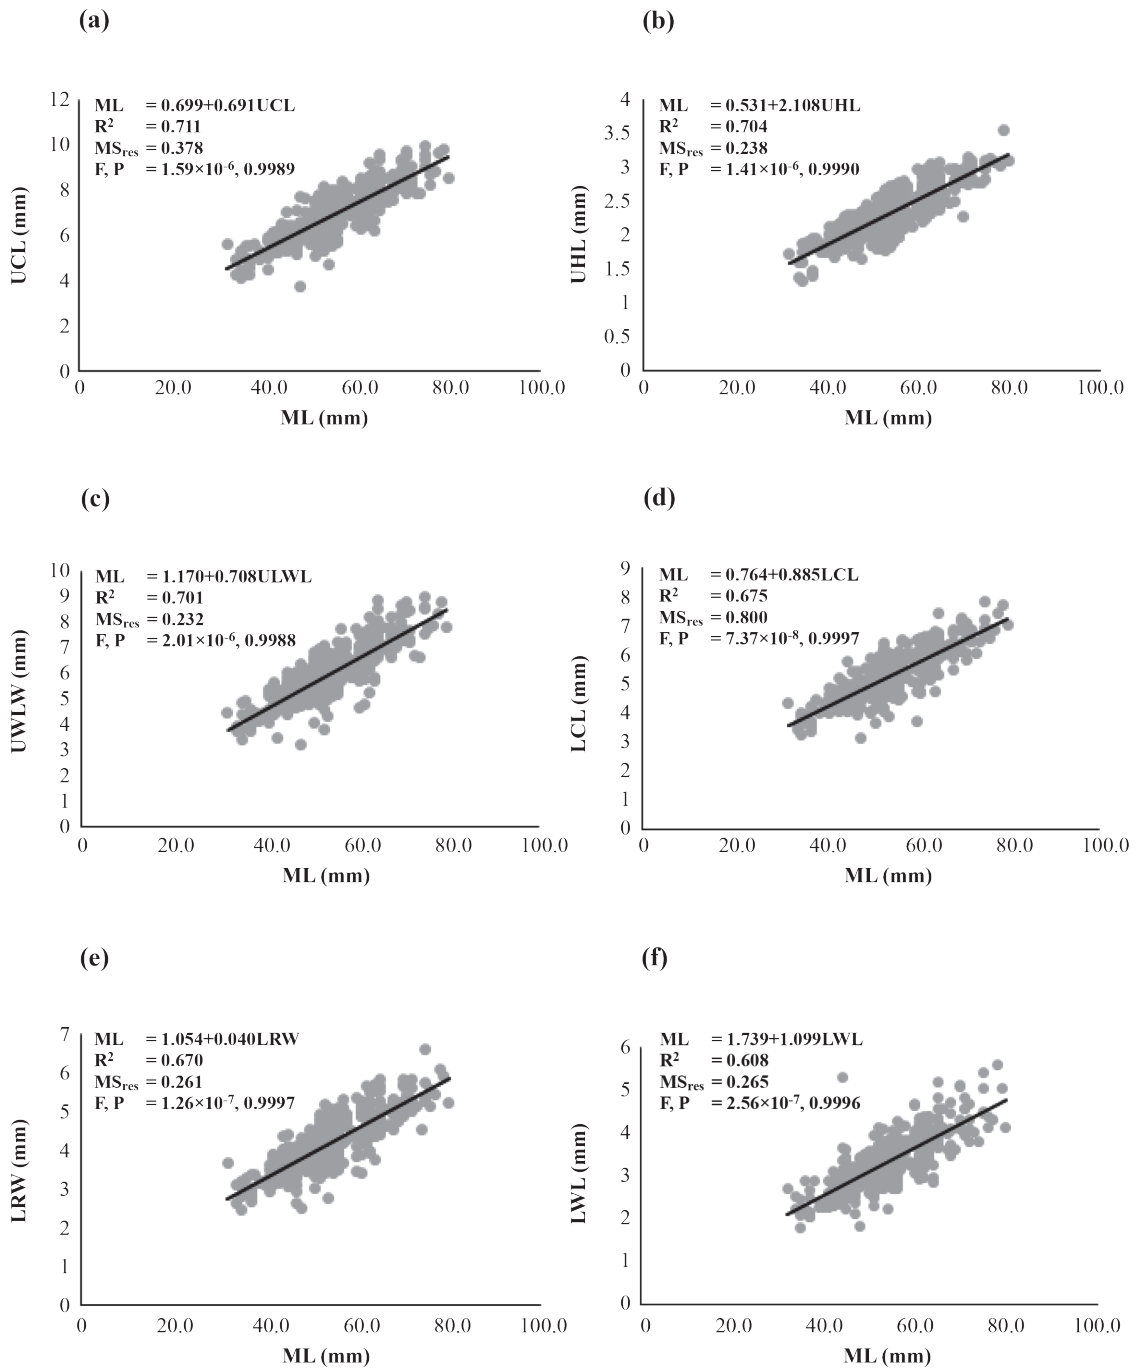 (a)
ML = 0.699+0.691UCL
R² = 0.711
MSres = 0.378
F, P = 1.59×10⁻⁶, 0.9989
12
10
8
6
4
2
0
UCL (mm)
0 20.0 40.0 60.0 80.0 100.0
ML (mm)
(b)
ML = 0.531+2.108UHL
R² = 0.704
MSres = 0.238
F, P = 1.41×10⁻⁶, 0.9990
4
3.5
3
2.5
2
1.5
1
0.5
0
UHL (mm)
0 20.0 40.0 60.0 80.0 100.0
ML (mm)
(c)
ML = 1.170+0.708ULWL
R² = 0.701
MSres = 0.232
F, P = 2.01×10⁻⁶, 0.9988
10
9
8
7
6
5
4
3
2
1
0
UWLW (mm)
0 20.0 40.0 60.0 80.0 100.0
ML (mm)
(d)
ML = 0.764+0.885LCL
R² = 0.675
MSres = 0.800
F, P = 7.37×10⁻⁸, 0.9997
9
8
7
6
5
4
3
2
1
0
LCL (mm)
0 20.0 40.0 60.0 80.0 100.0
ML (mm)
(e)
ML = 1.054+0.040LRW
R² = 0.670
MSres = 0.261
F, P = 1.26×10⁻⁷, 0.9997
7
6
5
4
3
2
1
0
LRW (mm)
0 20.0 40.0 60.0 80.0 100.0
ML (mm)
(f)
ML = 1.739+1.099LWL
R² = 0.608
MSres = 0.265
F, P = 2.56×10⁻⁷, 0.9996
6
5
4
3
2
1
0
LWL (mm)
0 20.0 40.0 60.0 80.0 100.0
ML (mm)